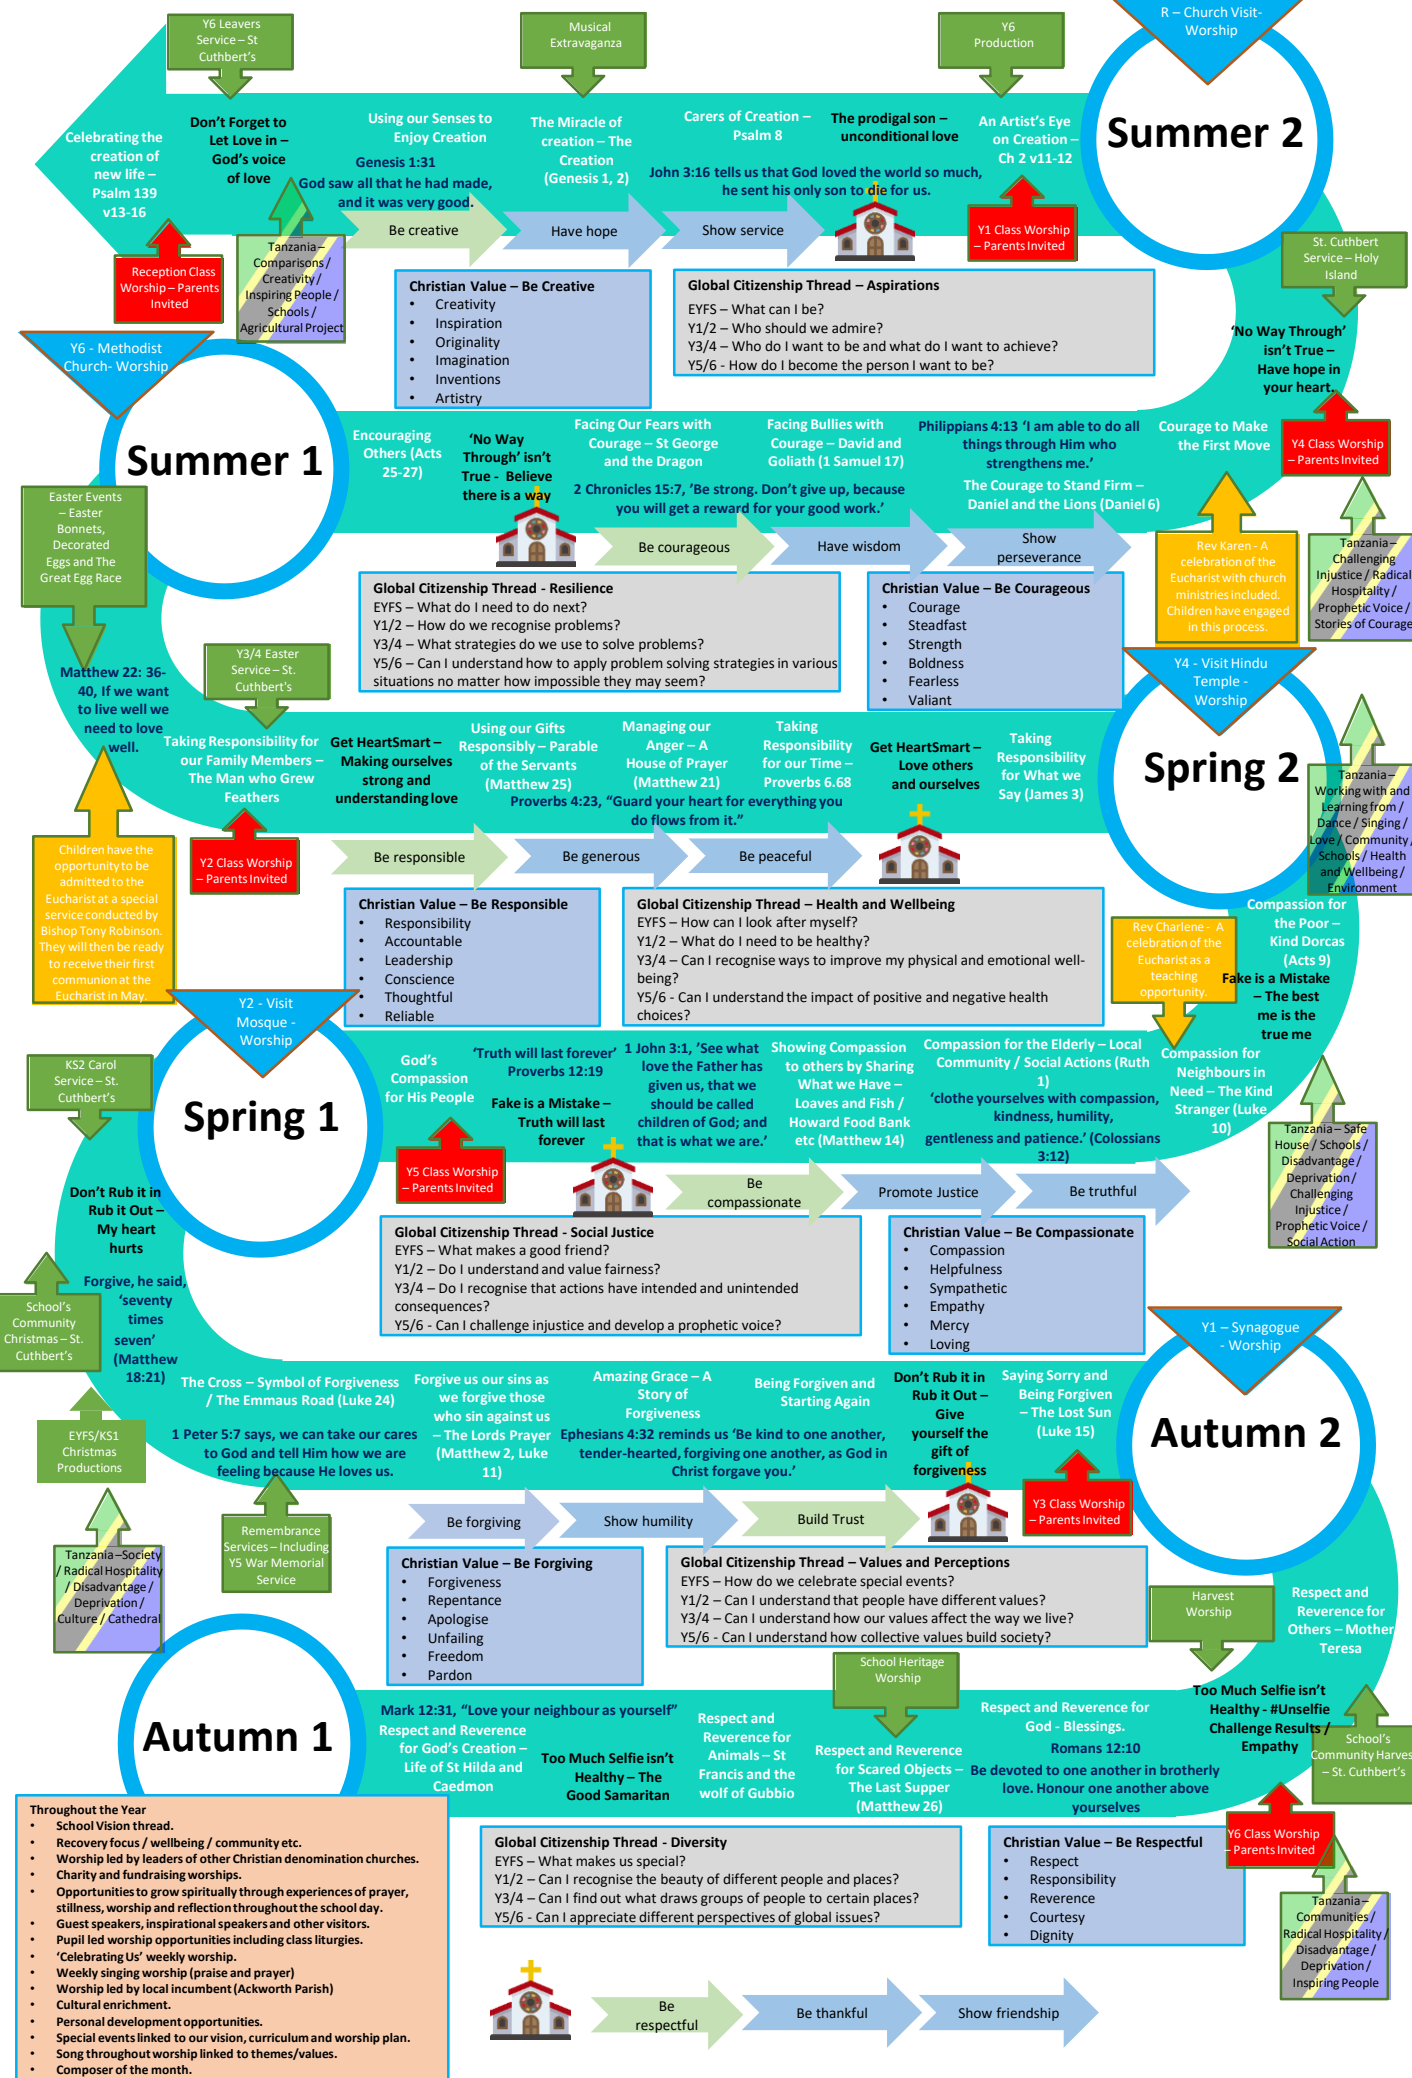 Y6 Leavers
Service – St
Cuthbert's
Musical
Extravaganza
Y6
Production
R – Church Visit-
Worship
Summer 2
Celebrating the
creation of
new life –
Psalm 139
v13-16
Don't Forget to
Let Love in –
God's voice
of love
Using our Senses to
Enjoy Creation
Genesis 1:31
God saw all that he had made,
and it was very good.
The Miracle of
creation – The
Creation
(Genesis 1, 2)
Carers of Creation –
Psalm 8
The prodigal son –
unconditional love
John 3:16 tells us that God loved the world so much,
he sent his only son to die for us.
An Artist's Eye
on Creation –
Ch 2 v11-12
Reception Class
Worship – Parents
Invited
Tanzania –
Comparisons /
Creativity /
Inspiring People /
Schools /
Agricultural Project
Be creative
Have hope
Show service
Y1 Class Worship
– Parents Invited
St. Cuthbert
Service – Holy
Island
Christian Value – Be Creative
• Creativity
• Inspiration
• Originality
• Imagination
• Inventions
• Artistry
Global Citizenship Thread – Aspirations
EYFS – What can I be?
Y1/2 – Who should we admire?
Y3/4 – Who do I want to be and what do I want to achieve?
Y5/6 - How do I become the person I want to be?
'No Way Through'
isn't True –
Have hope in
your heart.
Y6 - Methodist
Church- Worship
Summer 1
Encouraging
Others (Acts
25-27)
'No Way
Through' isn't
True - Believe
there is a way
Facing Our Fears with
Courage – St George
and the Dragon
Facing Bullies with
Courage – David and
Goliath (1 Samuel 17)
2 Chronicles 15:7, 'Be strong. Don't give up, because
you will get a reward for your good work.'
Philippians 4:13 'I am able to do all
things through Him who
strengthens me.'
The Courage to Stand Firm –
Daniel and the Lions (Daniel 6)
Courage to Make
the First Move
Y4 Class Worship
– Parents Invited
Easter Events
– Easter
Bonnets,
Decorated
Eggs and The
Great Egg Race
Be courageous
Have wisdom
Show
perseverance
Rev Karen - A
celebration of the
Eucharist with church
ministries included.
Children have engaged
in this process.
Tanzania –
Challenging
Injustice / Radical
Hospitality /
Prophetic Voice /
Stories of Courage
Global Citizenship Thread - Resilience
EYFS – What do I need to do next?
Y1/2 – How do we recognise problems?
Y3/4 – What strategies do we use to solve problems?
Y5/6 – Can I understand how to apply problem solving strategies in various
situations no matter how impossible they may seem?
Christian Value – Be Courageous
• Courage
• Steadfast
• Strength
• Boldness
• Fearless
• Valiant
Y3/4 Easter
Service – St.
Cuthbert's
Y4 - Visit Hindu
Temple -
Worship
Spring 2
Matthew 22: 36-
40, If we want
to live well we
need to love
well.
Taking Responsibility for
our Family Members –
The Man who Grew
Feathers
Get HeartSmart –
Making ourselves
strong and
understanding love
Using our Gifts
Responsibly – Parable
of the Servants
(Matthew 25)
Managing our
Anger – A
House of Prayer
(Matthew 21)
Taking
Responsibility
for our Time –
Proverbs 6.68
Proverbs 4:23, "Guard your heart for everything you
do flows from it."
Get HeartSmart –
Love others
and ourselves
Taking
Responsibility
for What we
Say (James 3)
Tanzania –
Working with and
Learning from /
Dance / Singing /
Love / Community /
Schools / Health
and Wellbeing /
Environment
Children have the
opportunity to be
admitted to the
Eucharist at a special
service conducted by
Bishop Tony Robinson.
They will then be ready
to receive their first
communion at the
Eucharist in May.
Y2 Class Worship
– Parents Invited
Be responsible
Be generous
Be peaceful
Christian Value – Be Responsible
• Responsibility
• Accountable
• Leadership
• Conscience
• Thoughtful
• Reliable
Global Citizenship Thread – Health and Wellbeing
EYFS – How can I look after myself?
Y1/2 – What do I need to be healthy?
Y3/4 – Can I recognise ways to improve my physical and emotional well-
being?
Y5/6 - Can I understand the impact of positive and negative health
choices?
Rev Charlene - A
celebration of the
Eucharist as a
teaching
opportunity.
Compassion for
the Poor –
Kind Dorcas
(Acts 9)
Fake is a Mistake
– The best
me is the
true me
Y2 - Visit
Mosque -
Worship
Spring 1
KS2 Carol
Service – St.
Cuthbert's
God's
Compassion
for His People
'Truth will last forever'
Proverbs 12:19
Fake is a Mistake –
Truth will last
forever
1 John 3:1, 'See what
love the Father has
given us, that we
should be called
children of God; and
that is what we are.'
Showing Compassion
to others by Sharing
What we Have –
Loaves and Fish /
Howard Food Bank
etc (Matthew 14)
Compassion for the Elderly – Local
Community / Social Actions (Ruth
1)
'clothe yourselves with compassion,
kindness, humility,
gentleness and patience.' (Colossians
3:12)
Compassion for
Neighbours in
Need – The Kind
Stranger (Luke
10)
Tanzania – Safe
House / Schools /
Disadvantage /
Deprivation /
Challenging
Injustice /
Prophetic Voice /
Social Action
Y5 Class Worship
– Parents Invited
Be
compassionate
Promote Justice
Be truthful
Don't Rub it in
Rub it Out –
My heart
hurts
Global Citizenship Thread - Social Justice
EYFS – What makes a good friend?
Y1/2 – Do I understand and value fairness?
Y3/4 – Do I recognise that actions have intended and unintended
consequences?
Y5/6 - Can I challenge injustice and develop a prophetic voice?
Christian Value – Be Compassionate
• Compassion
• Helpfulness
• Sympathetic
• Empathy
• Mercy
• Loving
School's
Community
Christmas – St.
Cuthbert's
Forgive, he said,
'seventy
times
seven'
(Matthew
18:21)
Y1 – Synagogue
- Worship
Autumn 2
The Cross – Symbol of Forgiveness
/ The Emmaus Road (Luke 24)
1 Peter 5:7 says, we can take our cares
to God and tell Him how we are
feeling because He loves us.
Forgive us our sins as
we forgive those
who sin against us
– The Lords Prayer
(Matthew 2, Luke
11)
Amazing Grace – A
Story of
Forgiveness
Being Forgiven and
Starting Again
Ephesians 4:32 reminds us 'Be kind to one another,
tender-hearted, forgiving one another, as God in
Christ forgave you.'
Don't Rub it in
Rub it Out –
Give
yourself the
gift of
forgiveness
Saying Sorry and
Being Forgiven
– The Lost Sun
(Luke 15)
EYFS/KS1
Christmas
Productions
Remembrance
Services – Including
Y5 War Memorial
Service
Be forgiving
Show humility
Build Trust
Y3 Class Worship
– Parents Invited
Tanzania –Society
/ Radical Hospitality
/ Disadvantage /
Deprivation /
Culture / Cathedral
Christian Value – Be Forgiving
• Forgiveness
• Repentance
• Apologise
• Unfailing
• Freedom
• Pardon
Global Citizenship Thread – Values and Perceptions
EYFS – How do we celebrate special events?
Y1/2 – Can I understand that people have different values?
Y3/4 – Can I understand how our values affect the way we live?
Y5/6 - Can I understand how collective values build society?
Harvest
Worship
Respect and
Reverence for
Others – Mother
Teresa
School Heritage
Worship
Autumn 1
Mark 12:31, "Love your neighbour as yourself"
Respect and Reverence
for God's Creation –
Life of St Hilda and
Caedmon
Too Much Selfie isn't
Healthy – The
Good Samaritan
Respect and
Reverence for
Animals – St
Francis and the
wolf of Gubbio
Respect and Reverence
for Scared Objects –
The Last Supper
(Matthew 26)
Respect and Reverence for
God - Blessings.
Romans 12:10
Be devoted to one another in brotherly
love. Honour one another above
yourselves
Too Much Selfie isn't
Healthy - #Unselfie
Challenge Results /
Empathy
School's
Community Harves
– St. Cuthbert's
Y6 Class Worship
– Parents Invited
Throughout the Year
• School Vision thread.
• Recovery focus / wellbeing / community etc.
• Worship led by leaders of other Christian denomination churches.
• Charity and fundraising worships.
• Opportunities to grow spiritually through experiences of prayer,
stillness, worship and reflection throughout the school day.
• Guest speakers, inspirational speakers and other visitors.
• Pupil led worship opportunities including class liturgies.
• 'Celebrating Us' weekly worship.
• Weekly singing worship (praise and prayer)
• Worship led by local incumbent (Ackworth Parish)
• Cultural enrichment.
• Personal development opportunities.
• Special events linked to our vision, curriculum and worship plan.
• Song throughout worship linked to themes/values.
• Composer of the month.
Global Citizenship Thread - Diversity
EYFS – What makes us special?
Y1/2 – Can I recognise the beauty of different people and places?
Y3/4 – Can I find out what draws groups of people to certain places?
Y5/6 - Can I appreciate different perspectives of global issues?
Christian Value – Be Respectful
• Respect
• Responsibility
• Reverence
• Courtesy
• Dignity
Tanzania –
Communities /
Radical Hospitality /
Disadvantage /
Deprivation /
Inspiring People
Be
respectful
Be thankful
Show friendship